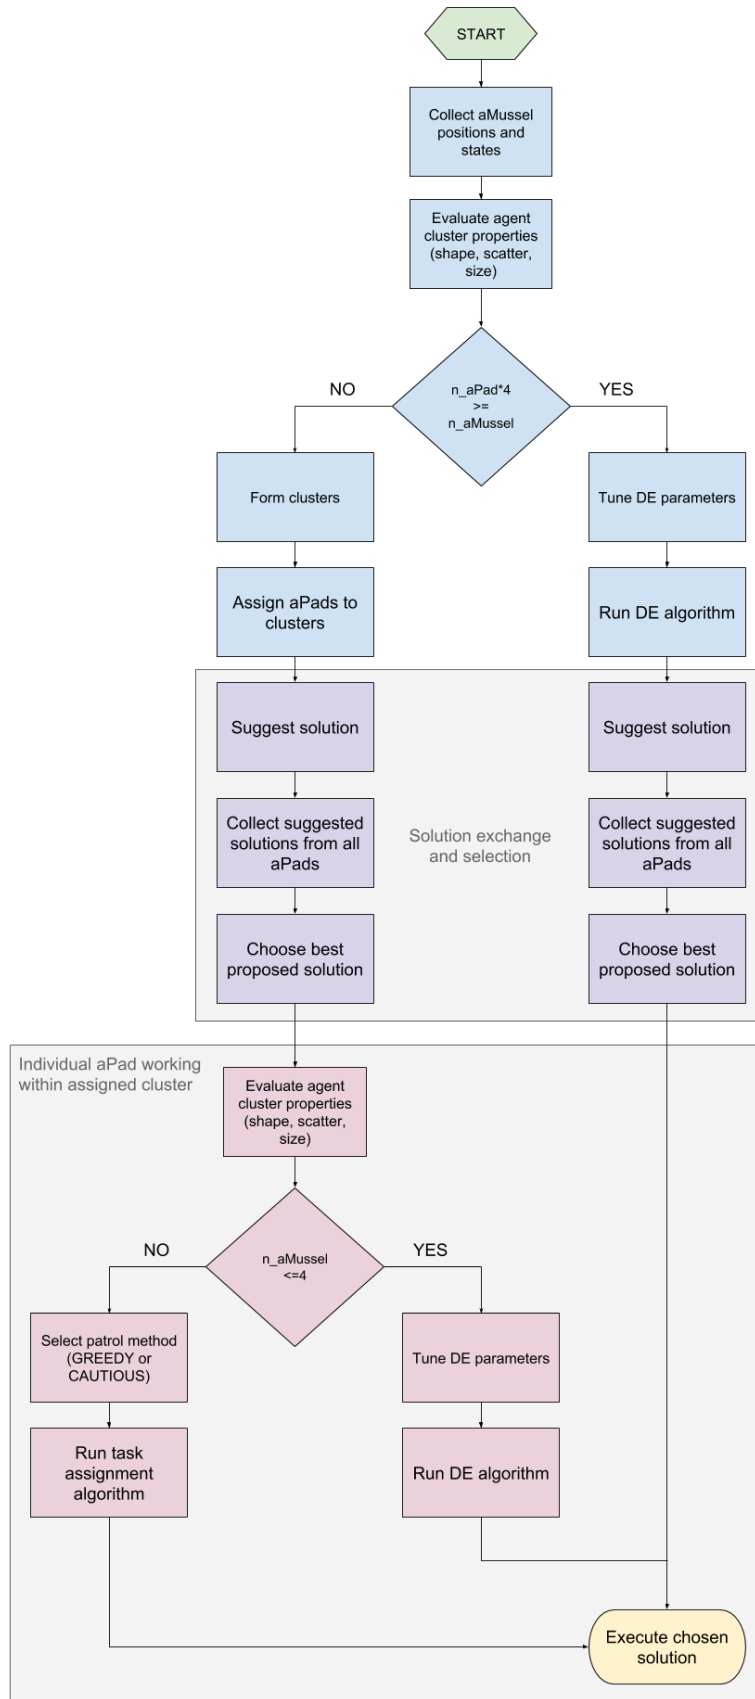 START
Collect aMussel
positions and
states
Evaluate agent
cluster properties
(shape, scatter,
size)
n_aPad*4
>=
n_aMussel
NO
YES
Form clusters
Tune DE parameters
Assign aPads to
clusters
Run DE algorithm
Suggest solution
Suggest solution
Collect suggested
solutions from all
aPads
Solution exchange
and selection
Collect suggested
solutions from all
aPads
Choose best
proposed solution
Choose best
proposed solution
Individual aPad working
within assigned cluster
Evaluate agent
cluster properties
(shape, scatter,
size)
n_aMussel
<=4
NO
YES
Select patrol method
(GREEDY or
CAUTIOUS)
Tune DE parameters
Run task
assignment
algorithm
Run DE algorithm
Execute chosen
solution